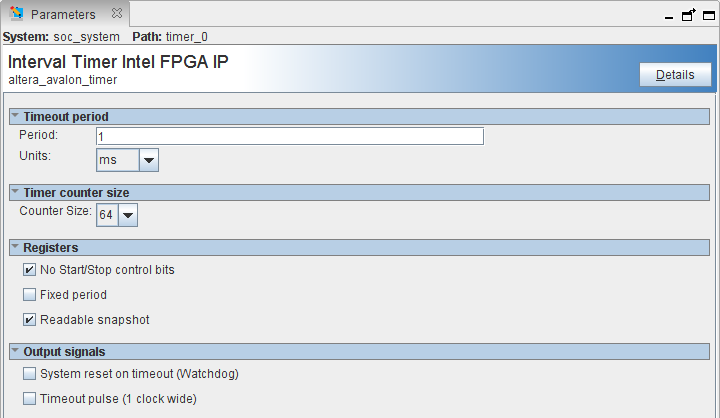 Parameters
System: soc_system Path: timer_0
Interval Timer Intel FPGA IP
altera_avalon_timer
Details
Timeout period
Period: 1
Units: ms
Timer counter size
Counter Size: 64
Registers
No Start/Stop control bits
Fixed period
Readable snapshot
Output signals
System reset on timeout (Watchdog)
Timeout pulse (1 clock wide)